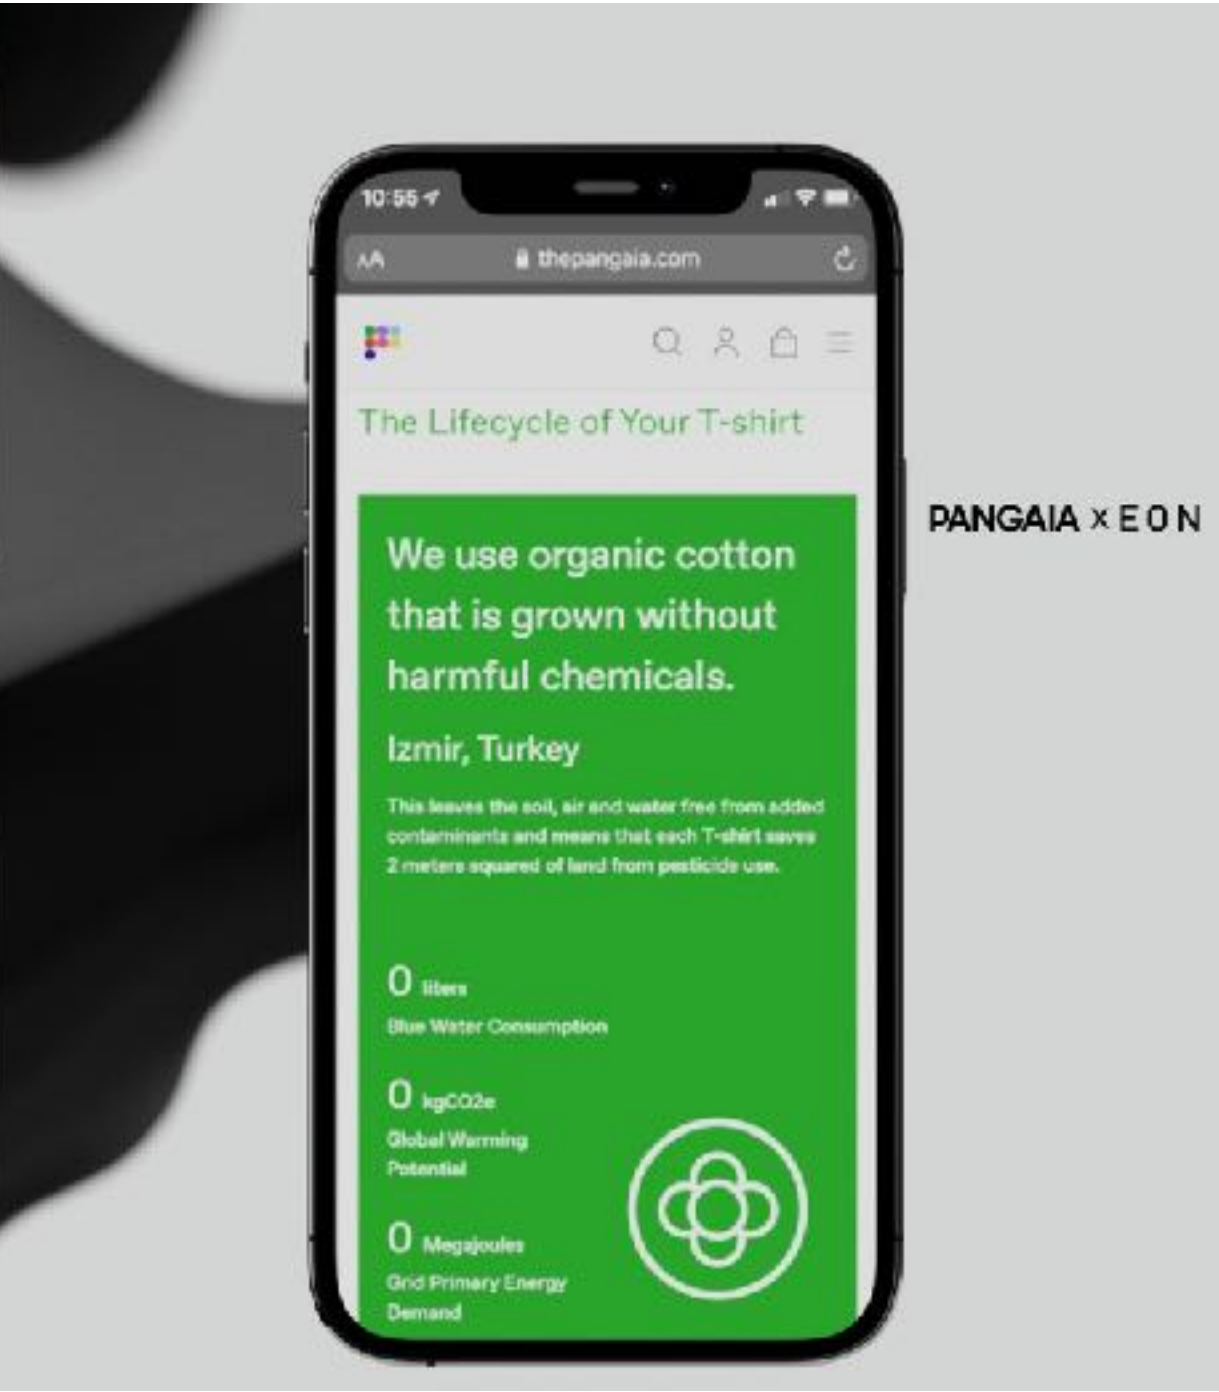 10:55
AA
thepangaia.com
The Lifecycle of Your T-shirt
We use organic cotton
that is grown without
harmful chemicals.
Izmir, Turkey
This leaves the soil, air and water free from added
contaminants and means that each T-shirt saves
2 meters squared of land from pesticide use.
0 liters
Blue Water Consumption
0 kgCO2e
Global Warming
Potential
0 Megajoules
Grid Primary Energy
Demand
PANGAIA x EON